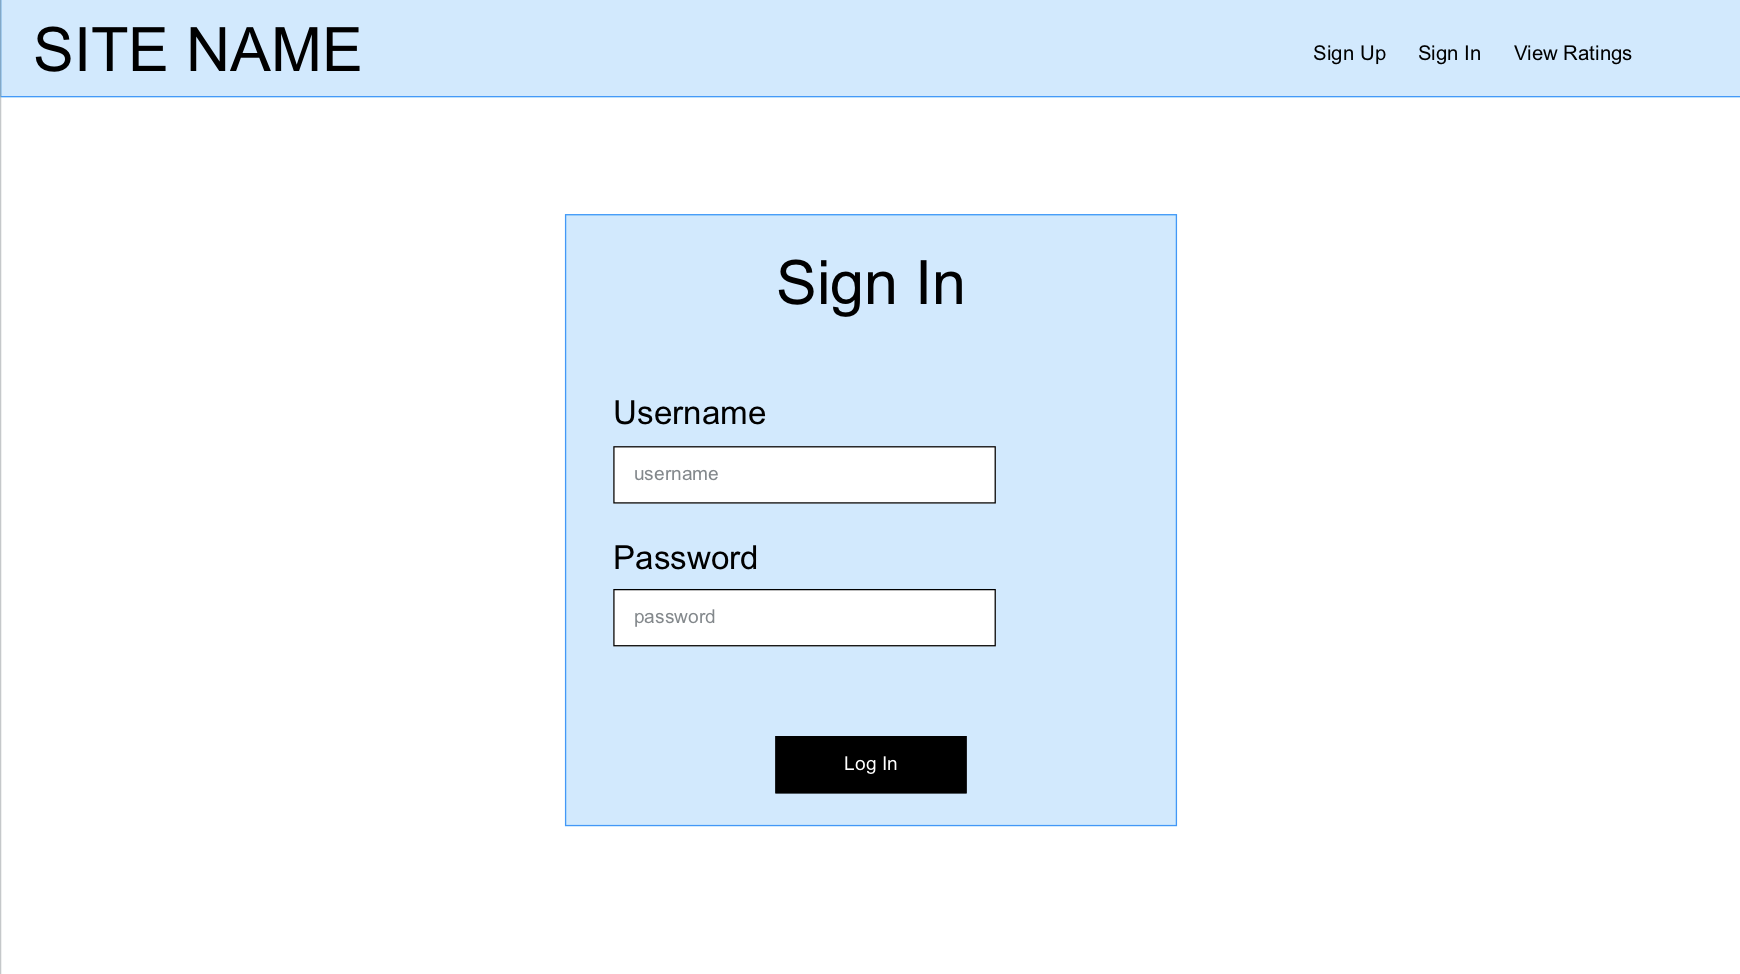 SITE NAME
Sign Up Sign In View Ratings
Sign In
Username
username
Password
password
Log In